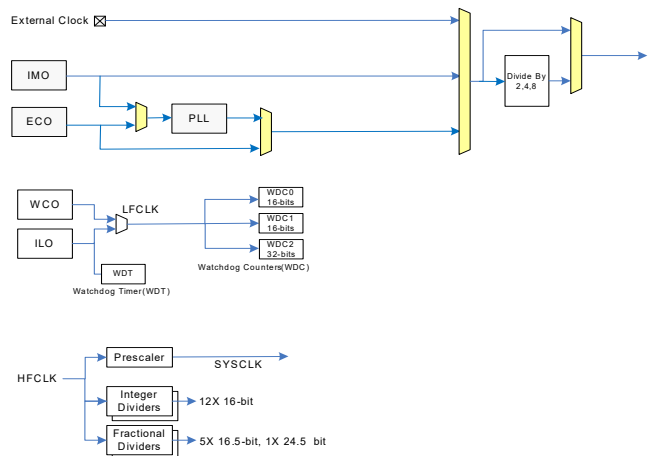 External Clock
IMO
Divide By
2,4,8
ECO
PLL
WCO
LFCLK
WDC0
16-bits
WDC1
16-bits
ILO
WDC2
32-bits
WDT
Watchdog Counters(WDC)
Watchdog Timer(WDT)
Prescaler
SYSCLK
HFCLK
Integer
Dividers
12X 16-bit
Fractional
Dividers
5X 16.5-bit, 1X 24.5 bit